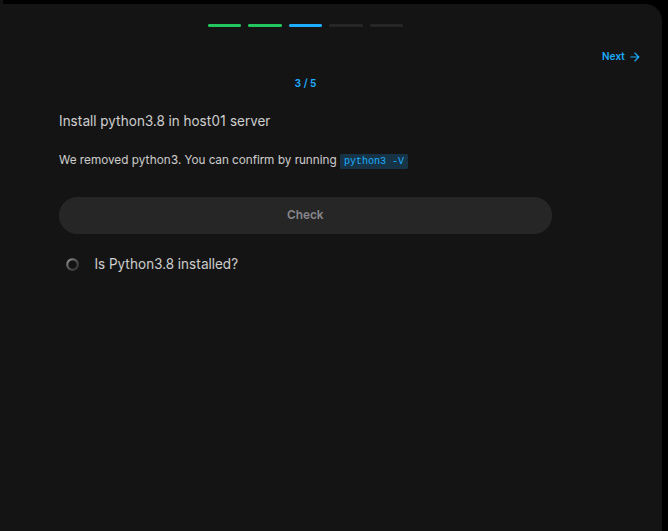 Next →
3 / 5
Install python3.8 in host01 server
We removed python3. You can confirm by running python3 -V
Check
Is Python3.8 installed?